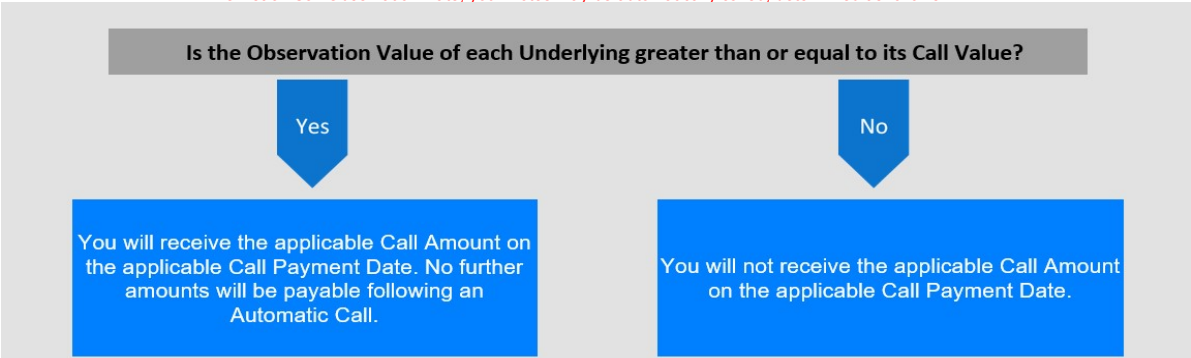 Is the Observation Value of each Underlying greater than or equal to its Call Value?
Yes
No
You will receive the applicable Call Amount on
the applicable Call Payment Date. No further
amounts will be payable following an
Automatic Call.
You will not receive the applicable Call Amount
on the applicable Call Payment Date.